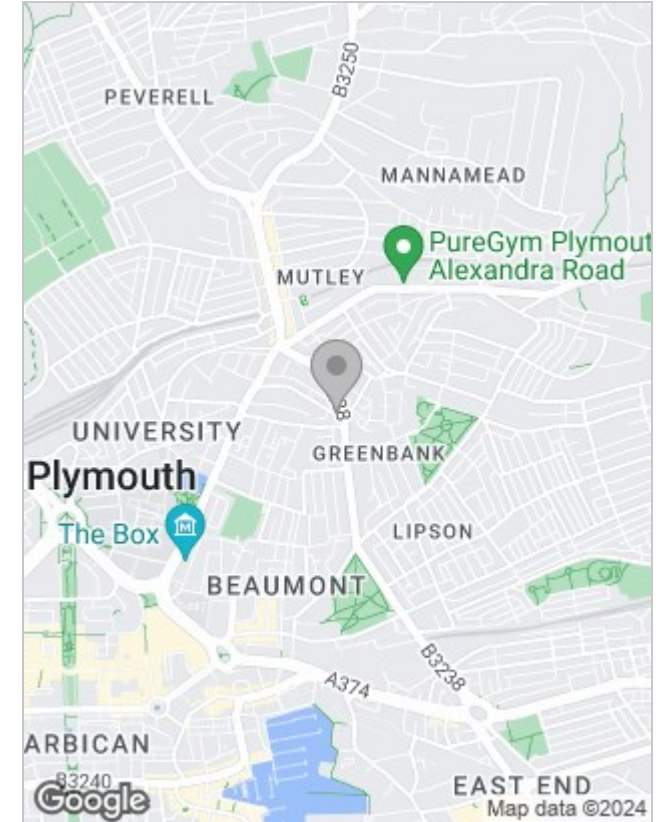 B3250
PEVERELL
MANNAMEAD
PureGym Plymout
Alexandra Road
MUTLEY
38
UNIVERSITY
GREENBANK
Plymouth
The Box
LIPSON
BEAUMONT
B3238
A374
ARBICAN
B3240
EAST END
Google
Map data ©2024